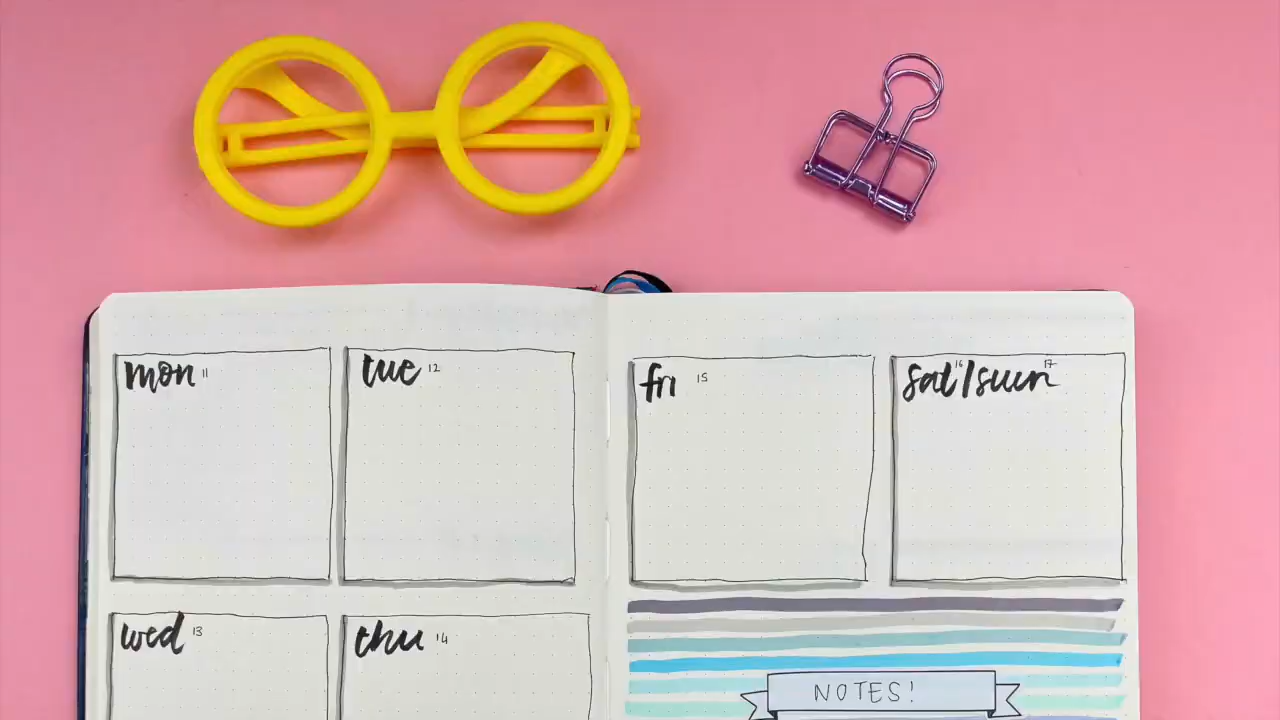 mon 11
tue 12
wed 13
thu 14
fri 15
sat/sun 16 17
NOTES!